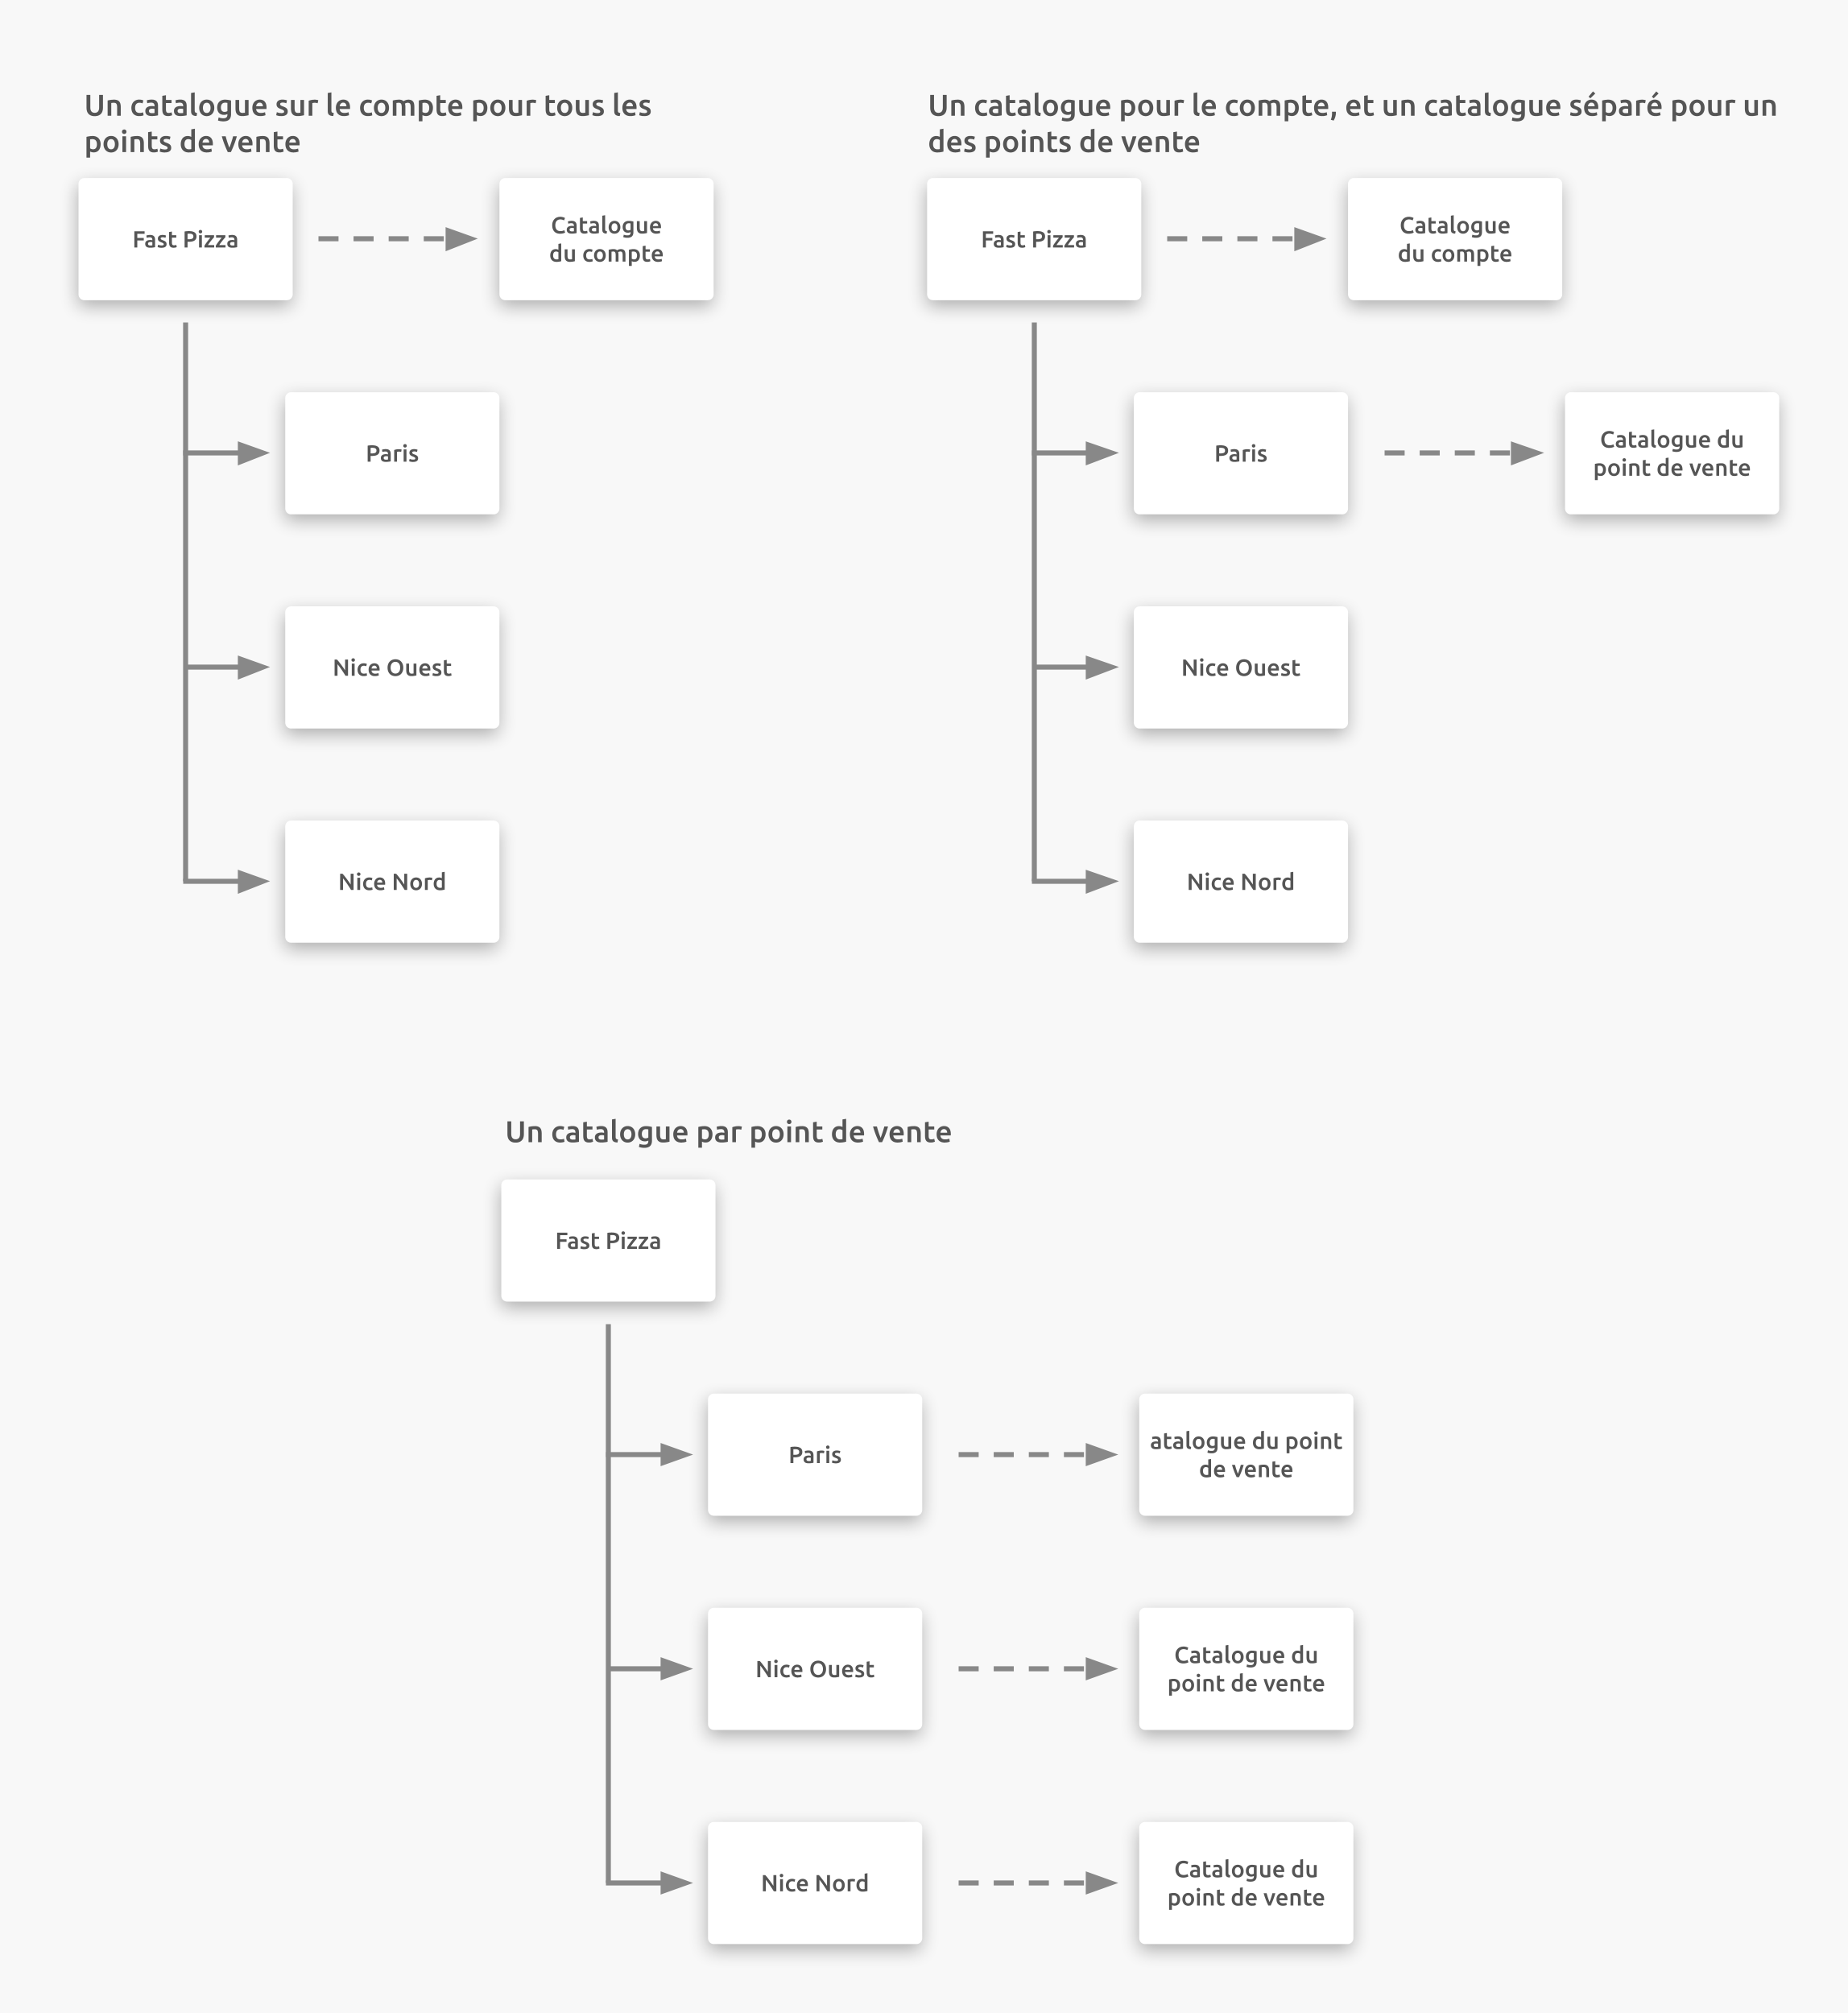 Un catalogue sur le compte pour tous les
points de vente
Fast Pizza
Catalogue
du compte
Paris
Nice Ouest
Nice Nord
Un catalogue pour le compte, et un catalogue séparé pour un
des points de vente
Fast Pizza
Catalogue
du compte
Paris
Catalogue du
point de vente
Nice Ouest
Nice Nord
Un catalogue par point de vente
Fast Pizza
Paris
atalogue du point
de vente
Nice Ouest
Catalogue du
point de vente
Nice Nord
Catalogue du
point de vente